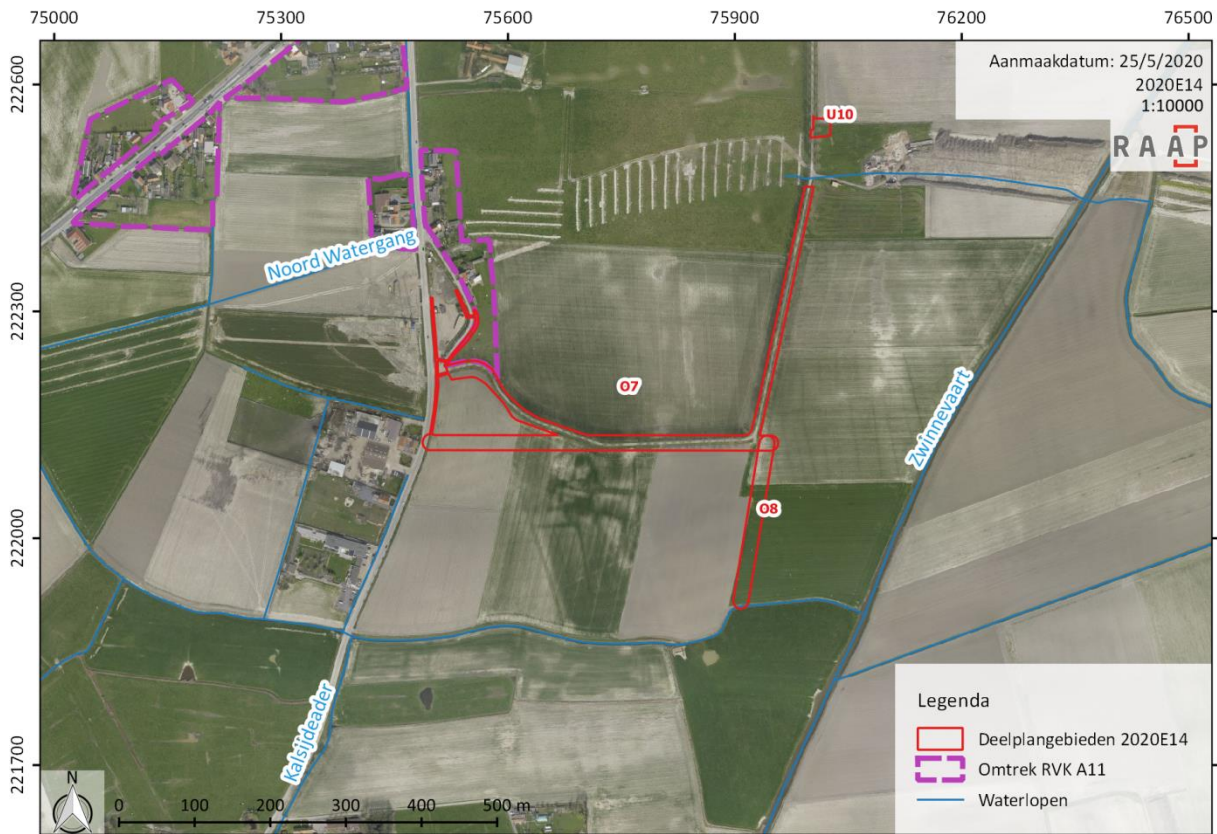 75000 75300 75600 75900 76200 76500
222600
222300
222000
221700
Aanmaakdatum: 25/5/2020
2020E14
1:10000
RAAP
U10
Noord Watergang
O7
Zwinnevaart
O8
Kalsijdeader
Legenda
Deelplangebieden 2020E14
Omtrek RVK A11
Waterlopen
N
0 100 200 300 400 500 m